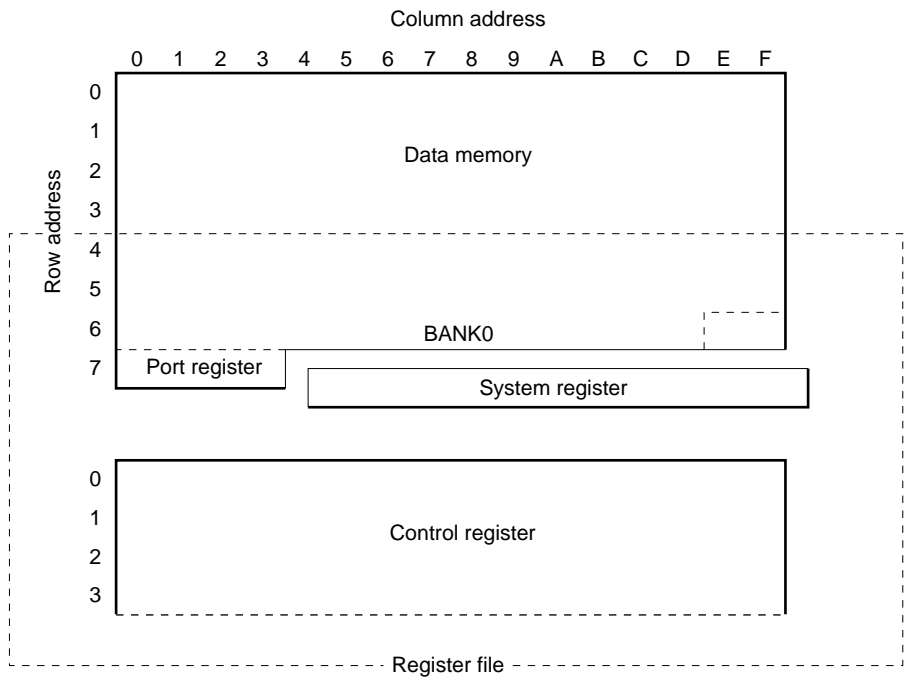 Column address
0 1 2 3 4 5 6 7 8 9 A B C D E F
0
1
Data memory
2
3
Row address
4
5
6
BANK0
7
Port register
System register
0
1
Control register
2
3
Register file